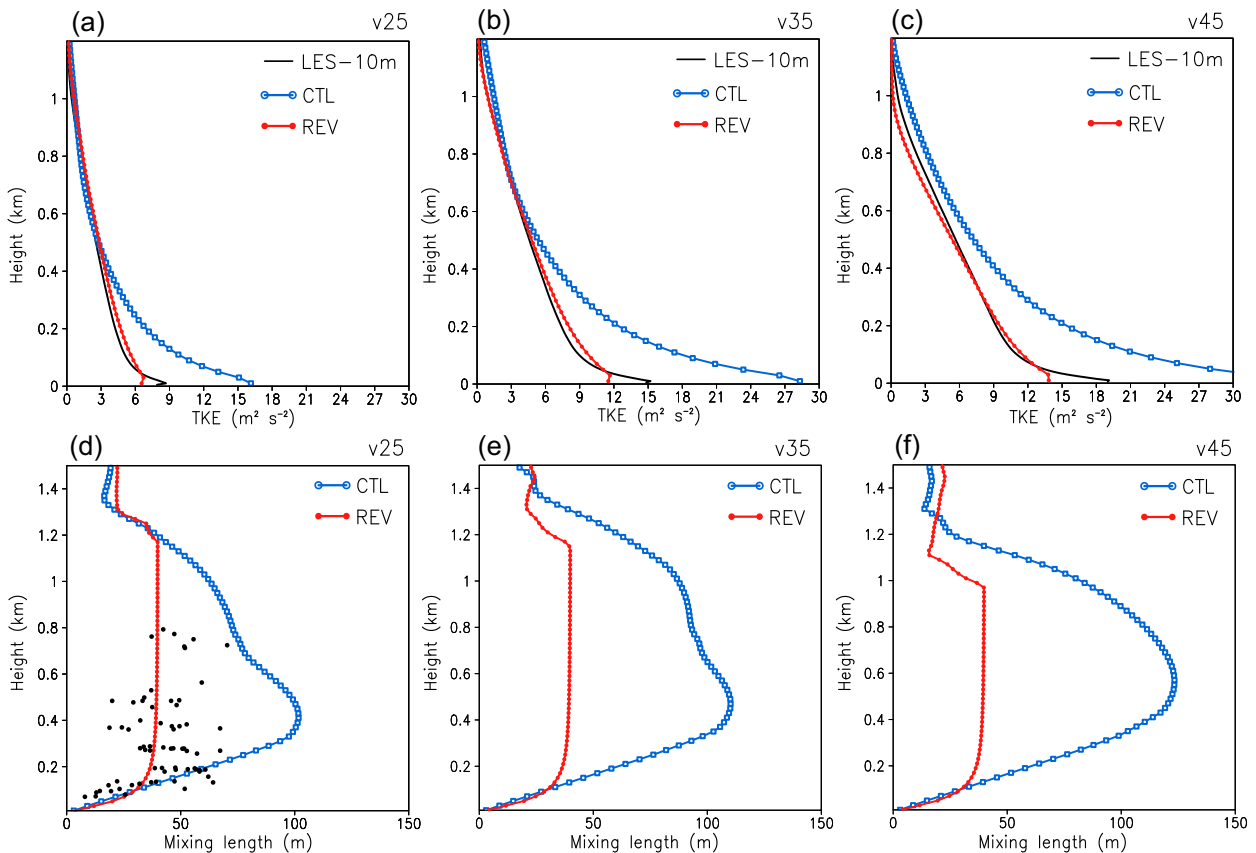 (a) v25
LES-10m
CTL
REV
Height (km)
1
0.8
0.6
0.4
0.2
0
0 3 6 9 12 15 18 21 24 27 30
TKE (m² s⁻²)
(b) v35
LES-10m
CTL
REV
Height (km)
1
0.8
0.6
0.4
0.2
0
0 3 6 9 12 15 18 21 24 27 30
TKE (m² s⁻²)
(c) v45
LES-10m
CTL
REV
Height (km)
1
0.8
0.6
0.4
0.2
0
0 3 6 9 12 15 18 21 24 27 30
TKE (m² s⁻²)
(d) v25
CTL
REV
Height (km)
1.4
1.2
1
0.8
0.6
0.4
0.2
0 50 100 150
Mixing length (m)
(e) v35
CTL
REV
Height (km)
1.4
1.2
1
0.8
0.6
0.4
0.2
0 50 100 150
Mixing length (m)
(f) v45
CTL
REV
Height (km)
1.4
1.2
1
0.8
0.6
0.4
0.2
0 50 100 150
Mixing length (m)